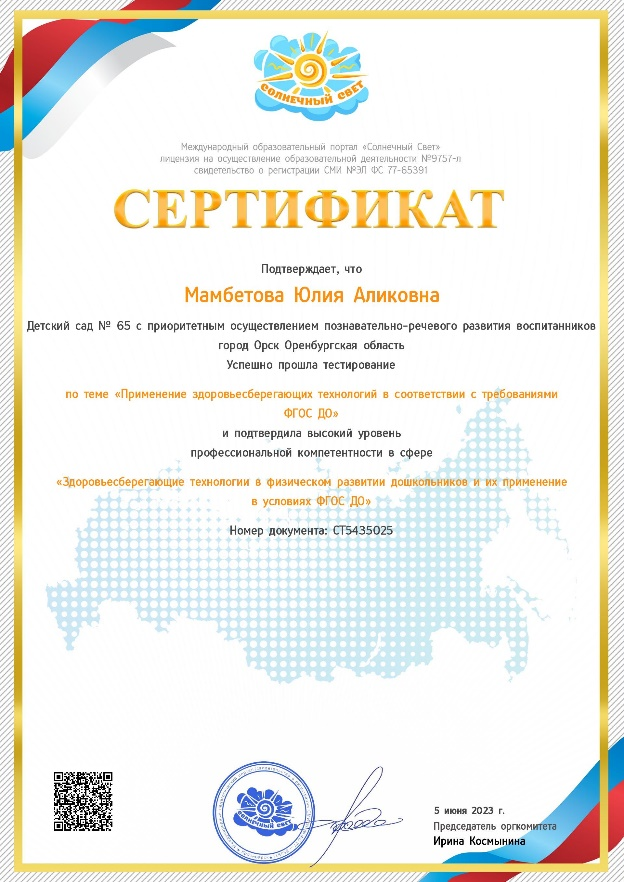 СОЛНЕЧНЫЙ СВЕТ
Международный образовательный портал «Солнечный Свет»
лицензия на осуществление образовательной деятельности №9757-л
свидетельство о регистрации СМИ №ЭЛ ФС 77-65391
СЕРТИФИКАТ
Подтверждает, что
Мамбетова Юлия Аликовна
Детский сад № 65 с приоритетным осуществлением познавательно-речевого развития воспитанников
город Орск Оренбургская область
Успешно прошла тестирование
по теме «Применение здоровьесберегающих технологий в соответствии с требованиями
ФГОС ДО»
и подтвердила высокий уровень
профессиональной компетентности в сфере
«Здоровьесберегающие технологии в физическом развитии дошкольников и их применение
в условиях ФГОС ДО»
Номер документа: СТ5435025
СОЛНЕЧНЫЙ СВЕТ
5 июня 2023 г.
Председатель оргкомитета
Ирина Космынина